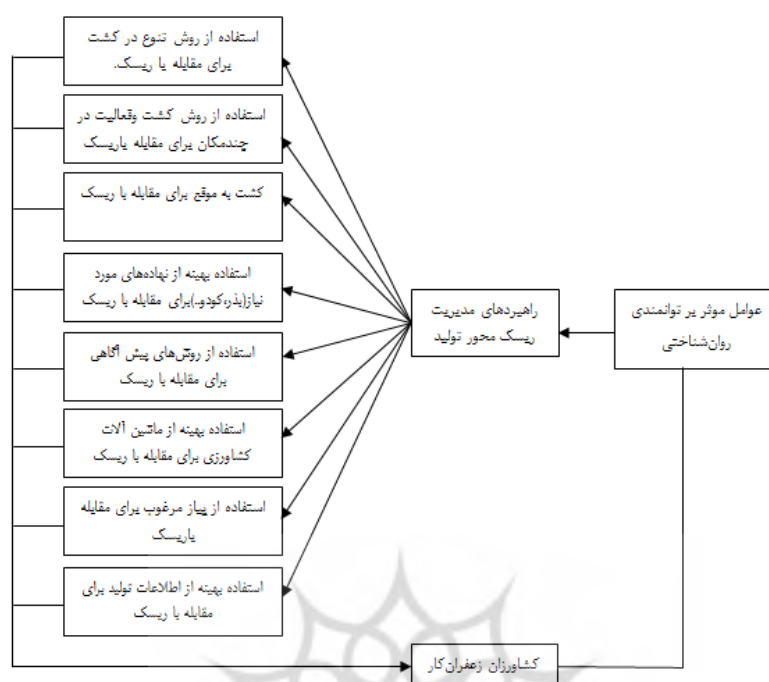 استفاده از روش تنوع در کشت
برای مقابله با ریسک.
استفاده از روش کشت وفعالیت در
چندمکان برای مقابله باریسک
کشت به موقع برای مقابله با ریسک
استفاده بهینه از نهاده‌های مورد
نیاز(بذر،کودو..)برای مقابله با ریسک
استفاده از روش‌های پیش آگاهی
برای مقابله با ریسک
استفاده بهینه از ماشین آلات
کشاورزی برای مقابله با ریسک
استفاده از پیاز مرغوب برای مقابله
باریسک
استفاده بهینه از اطلاعات تولید برای
مقابله با ریسک
راهبردهای مدیریت
ریسک محور تولید
عوامل موثر بر توانمندی
روان‌شناختی
کشاورزان زعفران‌کار